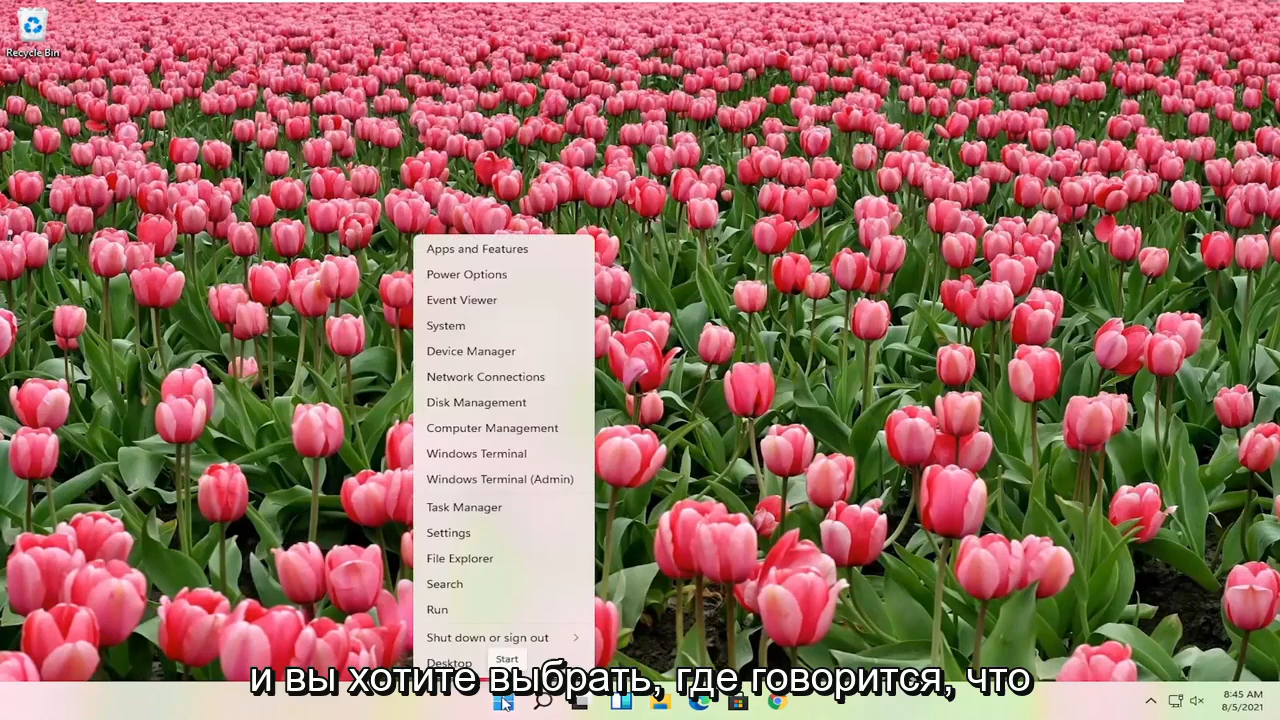 Recycle Bin
Apps and Features
Power Options
Event Viewer
System
Device Manager
Network Connections
Disk Management
Computer Management
Windows Terminal
Windows Terminal (Admin)
Task Manager
Settings
File Explorer
Search
Run
Shut down or sign out
Desktop
Start
и вы хотите выбрать, где говорится, что
8:45 AM
8/5/2021